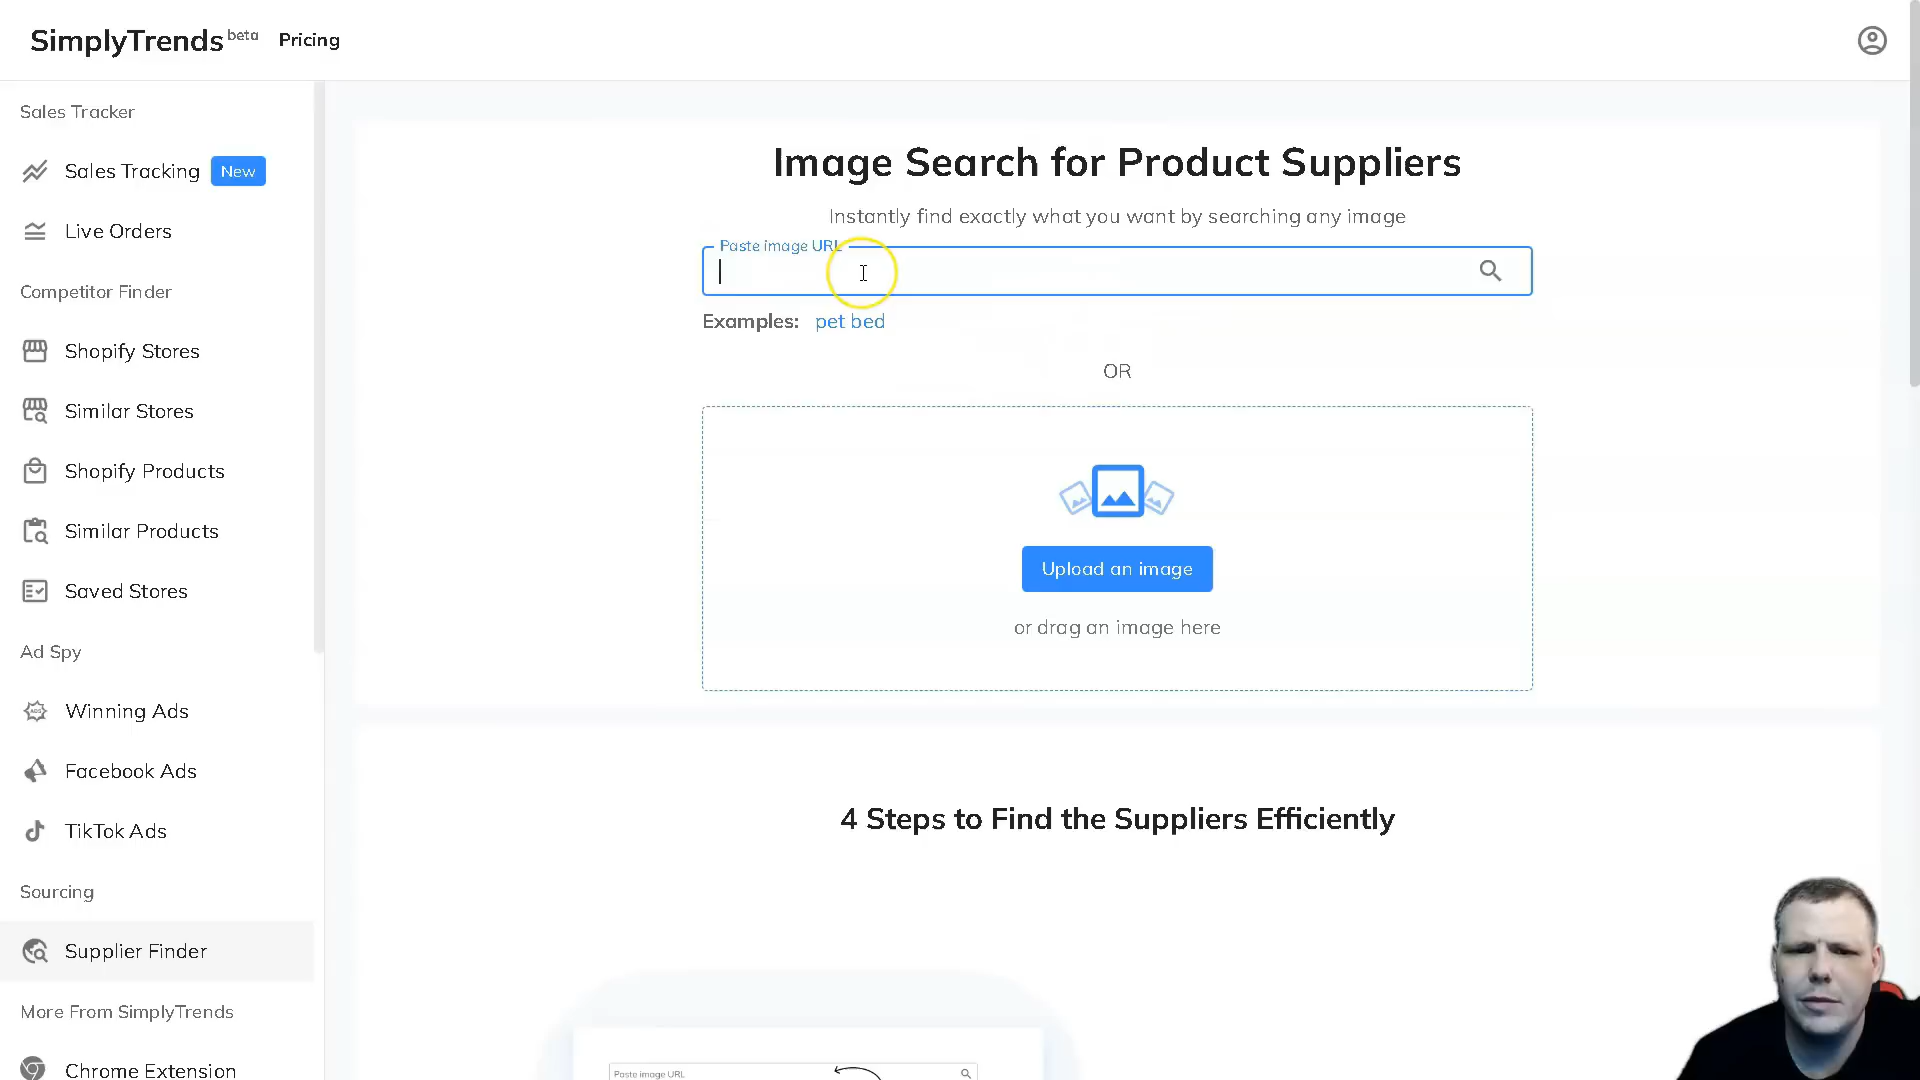 SimplyTrends beta Pricing
Sales Tracker
Sales Tracking New
Live Orders
Competitor Finder
Shopify Stores
Similar Stores
Shopify Products
Similar Products
Saved Stores
Ad Spy
Winning Ads
Facebook Ads
TikTok Ads
Sourcing
Supplier Finder
More From SimplyTrends
Chrome Extension
Image Search for Product Suppliers
Instantly find exactly what you want by searching any image
Paste image URL
Examples: pet bed
OR
Upload an image
or drag an image here
4 Steps to Find the Suppliers Efficiently
Paste image URL